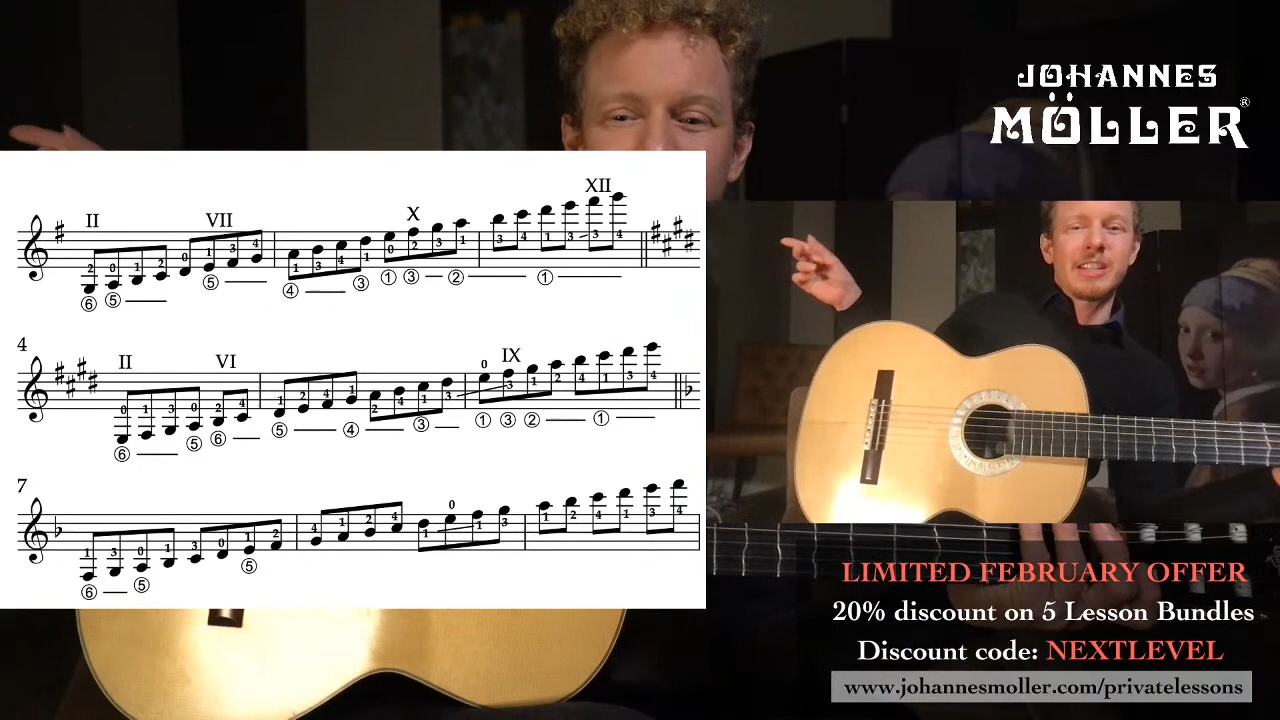 JOHANNES
MÖLLER®
LIMITED FEBRUARY OFFER
20% discount on 5 Lesson Bundles
Discount code: NEXTLEVEL
www.johannesmoller.com/privatelessons
II VII X XII
4
II VI IX
7